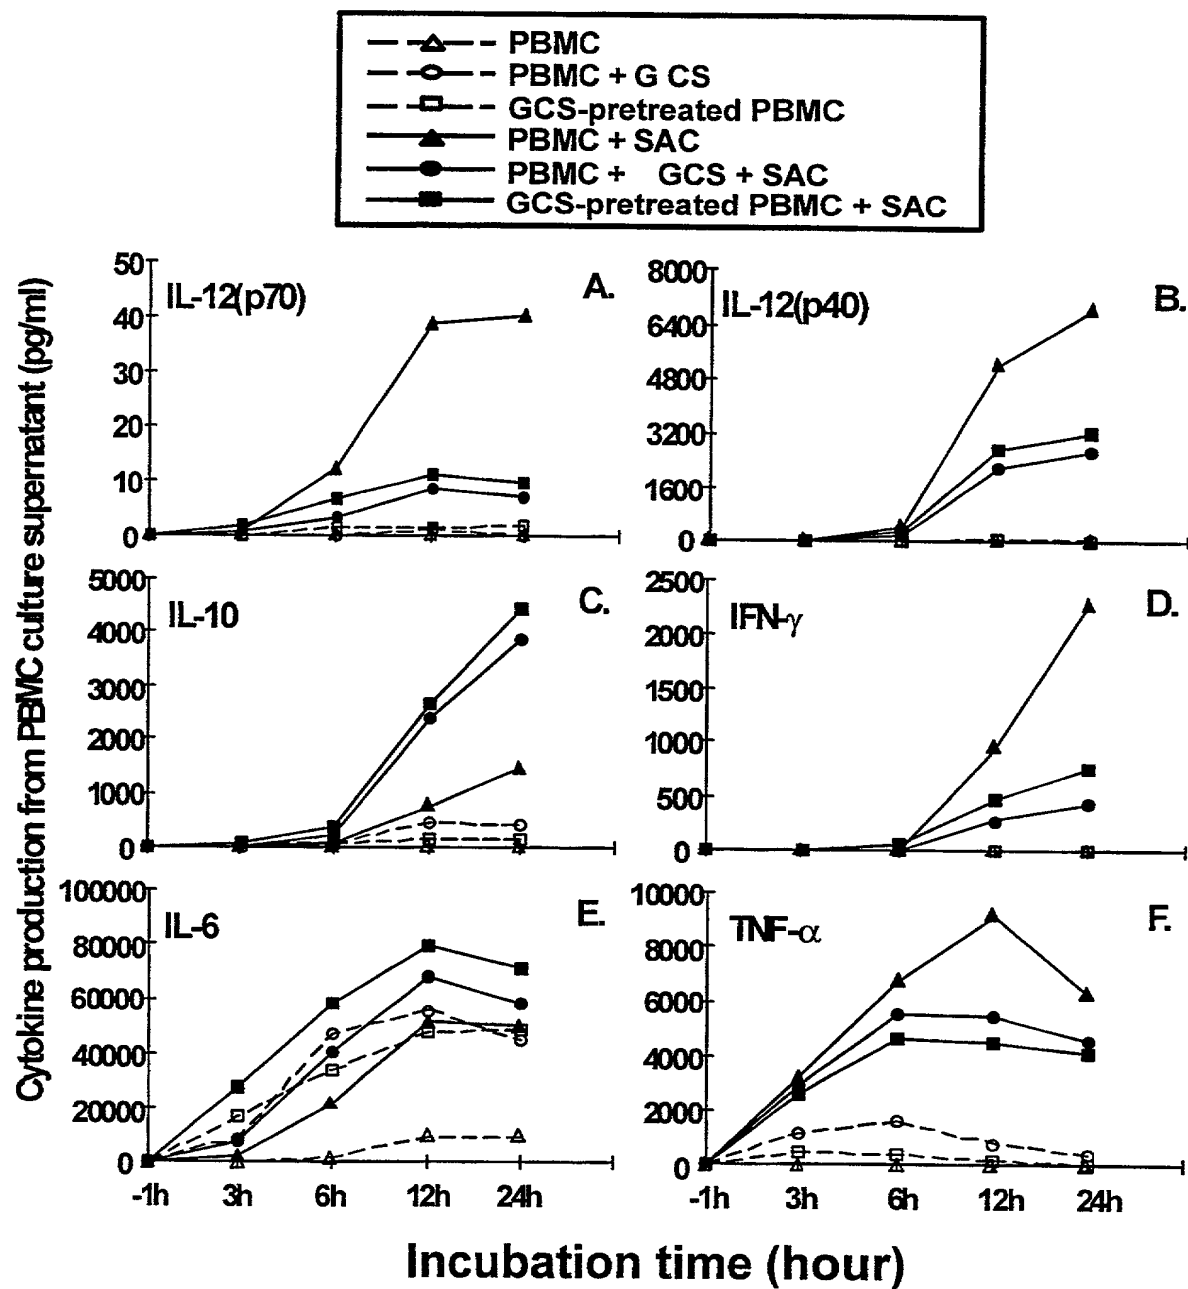 PBMC
PBMC + G CS
GCS-pretreated PBMC
PBMC + SAC
PBMC + GCS + SAC
GCS-pretreated PBMC + SAC
Cytokine production from PBMC culture supernatant (pg/ml)
IL-12(p70)
A.
50
40
30
20
10
0
IL-12(p40)
B.
8000
6400
4800
3200
1600
0
IL-10
C.
5000
4000
3000
2000
1000
0
IFN-γ
D.
2500
2000
1500
1000
500
0
IL-6
E.
100000
80000
60000
40000
20000
0
-1h 3h 6h 12h 24h
TNF-α
F.
10000
8000
6000
4000
2000
0
-1h 3h 6h 12h 24h
Incubation time (hour)